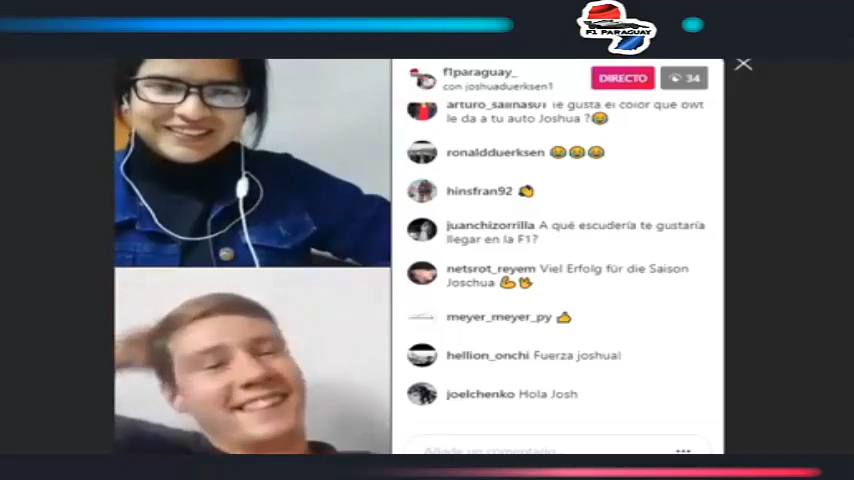 F1 PARAGUAY
f1paraguay_
con joshuaduerksen1
DIRECTO
34
arturo_salinas01 Te gusta el color que bwt
le da a tu auto Joshua ?
ronaldduerksen
hinsfran92
juanchizorrilla A qué escudería te gustaría
llegar en la F1?
netsrot_reyem Viel Erfolg für die Saison
Joschua
meyer_meyer_py
hellion_onchi Fuerza joshua!
joelchenko Hola Josh
Añade un comentario...